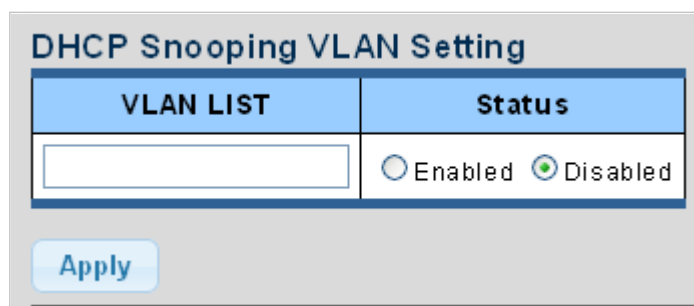 DHCP Snooping VLAN Setting
VLAN LIST Status
Enabled Disabled
Apply